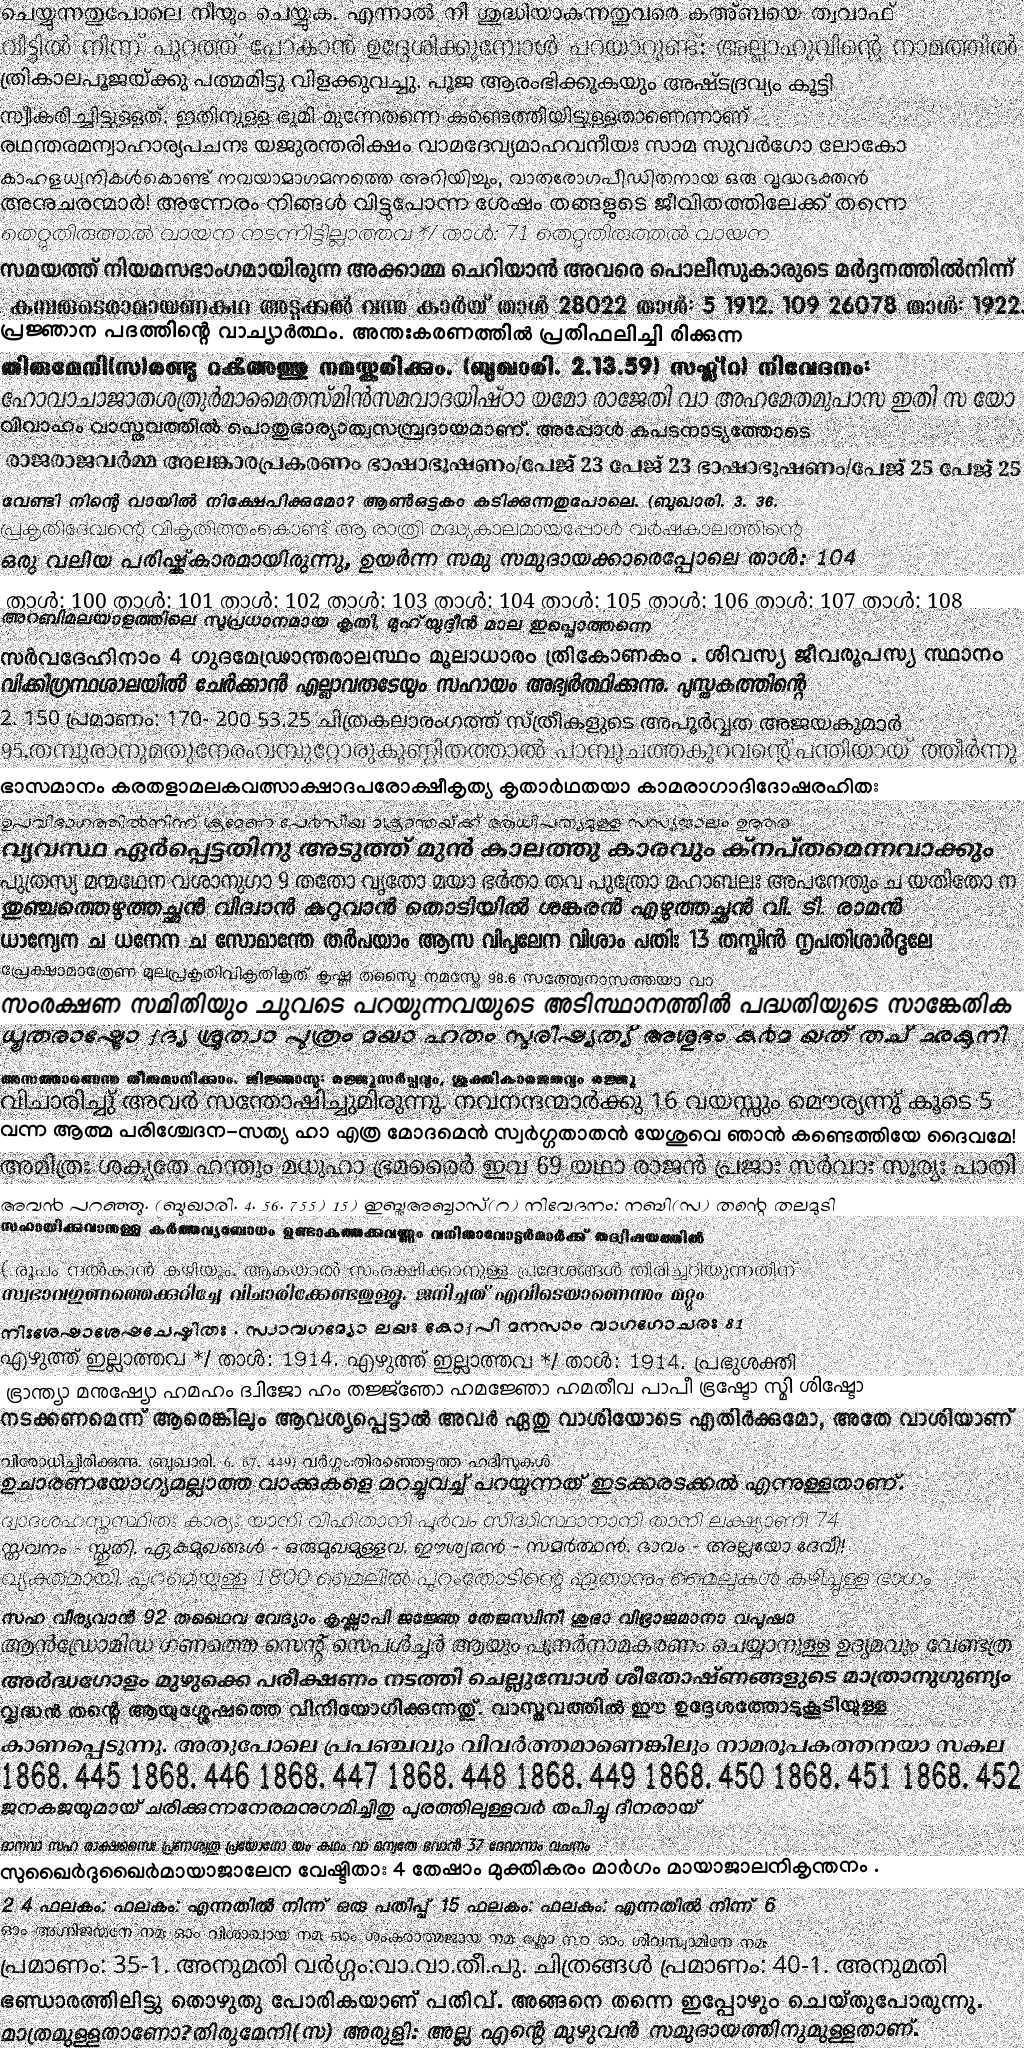 ചെയ്യുന്നതുപോലെ നീയും ചെയ്യുക. എന്നാൽ നീ ശുദ്ധിയാകുന്നതുവരെ കഅ്ബയെ ത്വവാഫ്
വീട്ടിൽ നിന്ന് പുറത്ത് പോകാൻ ഉദ്ദേശിക്കുമ്പോൾ പറയാറുണ്ട്: അല്ലാഹുവിന്റെ നാമത്തിൽ
ത്രികാലപൂജയ്ക്കു പത്മമിട്ടു വിളക്കുവച്ചു. പൂജ ആരംഭിക്കുകയും അഷ്ടദ്രവ്യം കൂട്ടി
സ്വീകരിച്ചിട്ടുള്ളത്. ഇതിനുള്ള ഭൂമി മുന്നേതന്നെ കണ്ടെത്തിയിട്ടുള്ളതാണെന്നാണ്
രഥന്തരമന്വാഹാര്യപചനഃ യജുരന്തരിക്ഷം വാമദേവ്യമാഹവനീയഃ സാമ സുവർഗോ ലോകോ
കാഹളധ്വനികൾകൊണ്ട് നവയാമാഗമനത്തെ അറിയിച്ചും, വാതരോഗപീഡിതനായ ഒരു വൃദ്ധഭക്തൻ
അനുചരന്മാർ! അന്നേരം നിങ്ങൾ വിട്ടുപോന്ന ശേഷം തങ്ങളുടെ ജീവിതത്തിലേക്ക് തന്നെ
തെറ്റുതിരുത്തൽ വായന നടന്നിട്ടില്ലാത്തവ */ താൾ: 71 തെറ്റുതിരുത്തൽ വായന
സമയത്ത് നിയമസഭാംഗമായിരുന്ന അക്കാമ്മ ചെറിയാൻ അവരെ പൊലീസുകാരുടെ മർദ്ദനത്തിൽനിന്ന്
കമ്പരുടെരാമായണകഥ അടുക്കൽ വന്നു കാർയ് താൾ 28022 താൾ: 5 1912. 109 26078 താൾ: 1922.
പ്രജ്ഞാന പദത്തിന്റെ വാച്യാർത്ഥം. അന്തഃകരണത്തിൽ പ്രതിഫലിച്ചി രിക്കുന്ന
തിരുമേനി(സ)രണ്ടു റക്അത്തു നമസ്കരിക്കും. (ബുഖാരി. 2.13.59) സഹ്ല്(റ) നിവേദനം:
ഹോവാചാജാതശത്രുർമാമൈതസ്മിൻസമവാദയിഷ്ഠാ യമോ രാജേതി വാ അഹമേതമുപാസ ഇതി സ യോ
വിവാഹം വാസ്തവത്തിൽ പൊതുഭാര്യാത്വസമ്പ്രദായമാണ്. അപ്പോൾ കപടനാട്യത്തോടെ
രാജരാജവർമ്മ അലങ്കാരപ്രകരണം ഭാഷാഭൂഷണം/പേജ് 23 പേജ് 23 ഭാഷാഭൂഷണം/പേജ് 25 പേജ് 25
വേണ്ടി നിന്റെ വായിൽ നിക്ഷേപിക്കുമോ? ആൺഒട്ടകം കടിക്കുന്നതുപോലെ. (ബുഖാരി. 3. 36.
പ്രകൃതിദേവന്റെ വികൃതിത്തംകൊണ്ട് ആ രാത്രി മദ്ധ്യകാലമായപ്പോൾ വർഷകാലത്തിന്റെ
ഒരു വലിയ പരിഷ്ക്കാരമായിരുന്നു, ഉയർന്ന സമു സമുദായക്കാരെപ്പോലെ താൾ: 104
താൾ: 100 താൾ: 101 താൾ: 102 താൾ: 103 താൾ: 104 താൾ: 105 താൾ: 106 താൾ: 107 താൾ: 108
അറബിമലയാളത്തിലെ സുപ്രധാനമായ കൃതി, മുഹ്‌യുദ്ദീൻ മാല ഇപ്പൊത്തന്നെ
സർവദേഹിനാം 4 ഗുദമേഢ്രാന്തരാലസ്ഥം മൂലാധാരം ത്രികോണകം . ശിവസ്യ ജീവരൂപസ്യ സ്ഥാനം
വിക്കിഗ്രന്ഥശാലയിൽ ചേർക്കാൻ എല്ലാവരുടേയും സഹായം അഭ്യർത്ഥിക്കുന്നു. പുസ്തകത്തിന്റെ
2. 150 പ്രമാണം: 170- 200 53.25 ചിത്രകലാരംഗത്ത് സ്ത്രീകളുടെ അപൂർവ്വത അജയകുമാർ
95.തമ്പുരാനുമതുനേരംവമ്പുറ്റോരുകുണ്ഠിതത്താൽ പാമ്പുചത്തകുറവന്റെപന്തിയായ് ത്തീർന്നു
ഭാസമാനം കരതളാമലകവത്സാക്ഷാദപരോക്ഷീകൃത്യ കൃതാർഥതയാ കാമരാഗാദിദോഷരഹിതഃ
ഉപവിഭാഗത്തിൽനിന്ന് ക്രമേണ പേർസിയ മുഴുവന്തയ്ക്ക് ആധിപത്യമുള്ള സസ്യജാലം ഉത്തര
വ്യവസ്ഥ ഏർപ്പെട്ടതിനു അടുത്ത് മുൻ കാലത്തു കാരവും ക്നപ്തമെന്നവാക്കും
പുത്രസ്യ മന്മഥേന വശാനുഗാ 9 തതോ വൃതോ മയാ ഭർതാ തവ പുത്രോ മഹാബലഃ അപനേതും ച യതിതോ ന
തുഞ്ചത്തെഴുത്തച്ഛൻ വിദ്വാൻ കുറുവാൻ തൊടിയിൽ ശങ്കരൻ എഴുത്തച്ഛൻ വി. ടി. രാമൻ
ധാന്യേന ച ധനേന ച സോമാന്തേ തർപയാം ആസ വിപുലേന വിശാം പതിഃ 13 തസ്മിൻ നൃപതിശാർദൂലേ
പ്രേക്ഷാമാത്രേണ മൂലപ്രകൃതിവികൃതികൃത് കൃഷ്ണ തസ്മൈ നമസ്തേ 98.6 സത്ത്വേനാസത്തയാ വാ
സംരക്ഷണ സമിതിയും ചുവടെ പറയുന്നവയുടെ അടിസ്ഥാനത്തിൽ പദ്ധതിയുടെ സാങ്കേതിക
ധൃതരാഷ്ട്രോ ഽദ്യ ശ്രുത്വാ പുത്രം മയാ ഹതം സ്മരിഷ്യത്യ് അശുഭം കർമ യത് തച് ഛകുനി
അന്നത്താണെന്നു തീരുമാനിക്കാം. ജിജ്ഞാസുഃ രജ്ജുസർപ്പവും, ശുക്തികാരജതവും രജ്ജു
വിചാരിച്ചു് അവർ സന്തോഷിച്ചുമിരുന്നു. നവനന്ദന്മാർക്കു 16 വയസ്സും മൌര്യന്നു് കൂടെ 5
വന്ന ആത്മ പരിശ്ചേദന-സത്യ ഹാ എത്ര മോദമെൻ സ്വർഗ്ഗതാതൻ യേശുവെ ഞാൻ കണ്ടെത്തിയേ ദൈവമേ!
അമിത്രഃ ശക്യതേ ഹന്തും മധുഹാ ഭ്രമരൈർ ഇവ 69 യഥാ രാജൻ പ്രജാഃ സർവാഃ സൂര്യഃ പാതി
അവൻ പറഞ്ഞു. (ബുഖാരി. 4. 56. 755) 15) ഇബ്നുഅബ്ബാസ്(റ) നിവേദനം: നബി(സ) തന്റെ തലമുടി
സഹായിക്കുവാനുള്ള കർത്തവ്യബോധം ഉണ്ടാകത്തക്കവണ്ണം വനിതാവോട്ടർമാർക്ക് തദ്വിഷയത്തിൽ
( രൂപം നൽകാൻ കഴിയും. ആകയാൽ സംരക്ഷിക്കാനുള്ള പ്രദേശങ്ങൾ തിരിച്ചറിയുന്നതിന്
സ്വഭാവഗുണത്തെക്കുറിച്ചേ വിചാരിക്കേണ്ടതുള്ളൂ. ജനിച്ചത് എവിടെയാണെന്നും മറ്റും
നിഃശേഷാശേഷചേഷ്ടിതഃ . സ്വാവഗമ്യോ ലയഃ കോഽപി മനസാം വാഗഗോചരഃ 81
എഴുത്ത് ഇല്ലാത്തവ */ താൾ: 1914. എഴുത്ത് ഇല്ലാത്തവ */ താൾ: 1914. പ്രഭുശക്തി
ഭ്രാന്ത്യാ മനുഷ്യോ ഹമഹം ദ്വിജോ ഹം തജ്ജ്ഞോ ഹമജ്ഞോ ഹമതീവ പാപീ ഭ്രഷ്ടോ സ്മി ശിഷ്ടോ
നടക്കണമെന്ന് ആരെങ്കിലും ആവശ്യപ്പെട്ടാൽ അവർ ഏതു വാശിയോടെ എതിർക്കുമോ, അതേ വാശിയാണ്
വിരോധിച്ചിരിക്കുന്നു. (ബുഖാരി. 6. 67. 449) വർഗ്ഗം:തിരഞ്ഞെടുത്ത ഹദീസുകൾ
ഉചാരണയോഗ്യമല്ലാത്ത വാക്കുകളെ മറച്ചുവച്ച് പറയുന്നത് ഇടക്കരടക്കൽ എന്നുള്ളതാണ്.
ദ്വാദശഹസ്തസ്ഥിതഃ കാര്യഃ യാനി വിഹിതാനി പൂർവം സിദ്ധിസ്ഥാനാനി താനി ലക്ഷ്യാണി 74
സ്തവനം - സ്തുതി. ഏകമുഖങ്ങൾ - ഒരുമുഖമുള്ളവ. ഈശ്വരൻ - സമർത്ഥൻ. ഭാവം - അല്ലയോ ദേവീ!
വ്യക്തമായി. പുറമെയുള്ള 1800 മൈലിൽ പുറംതോടിന്റെ ഏതാനും മൈല്വകൾ കഴിച്ചുള്ള ഭാഗം
സഹ വീര്യവാൻ 92 തഥൈവ വേദ്യാം കൃഷ്ണാപി ജജ്ഞേ തേജസ്വിനീ ശുഭാ വിഭ്രാജമാനാ വപുഷാ
ആൻഡ്രോമിഡ ഗണത്തെ സെന്റ് സെപൾച്ചർ ആയും പുനർനാമകരണം ചെയ്യാനുള്ള ഉദ്യമവും വേണ്ടത്ര
അർദ്ധഗോളം മുഴുക്കെ പരീക്ഷണം നടത്തി ചെല്ലുമ്പോൾ ശീതോഷ്ണങ്ങളുടെ മാത്രാനുഗുണ്യം
വൃദ്ധൻ തന്റെ ആയുശ്ശേഷത്തെ വിനിയോഗിക്കുന്നതു്. വാസ്തവത്തിൽ ഈ ഉദ്ദേശത്തോടുകൂടിയുള്ള
കാണപ്പെടുന്നു. അതുപോലെ പ്രപഞ്ചവും വിവർത്തമാണെങ്കിലും നാമരൂപകത്തനയാ സകല
1868. 445 1868. 446 1868. 447 1868. 448 1868. 449 1868. 450 1868. 451 1868. 452
ജനകജയുമായ് ചരിക്കുന്നനേരമനുഗമിച്ചിതു പുരത്തിലുള്ളവർ തപിച്ചു ദീനരായ്
ദാനവാ സഹ രാക്ഷസൈഃ പ്രണശ്യതു പ്രയോതോ യം കഥം വാ മന്യതേ ഭവാൻ 37 ദേവാനാം വചനം
സുഖൈർദുഖൈർമായാജാലേന വേഷ്ടിതാഃ 4 തേഷാം മുക്തികരം മാർഗം മായാജാലനികൃന്തനം .
2 4 ഫലകം: ഫലകം: എന്നതിൽ നിന്ന് ഒരു പതിപ്പ് 15 ഫലകം: ഫലകം: എന്നതിൽ നിന്ന് 6
ഓം അഗ്നിജന്മനേ നമഃ ഓം വിശാഖായ നമഃ ഓം ശംകരാത്മജായ നമഃ ശ്ലോ ൩൦ ഓം ശിവസ്വാമിനേ നമഃ
പ്രമാണം: 35-1. അനുമതി വർഗ്ഗം:വാ.വാ.തീ.പു. ചിത്രങ്ങൾ പ്രമാണം: 40-1. അനുമതി
ഭണ്ഡാരത്തിലിട്ടു തൊഴുതു പോരികയാണ് പതിവ്. അങ്ങനെ തന്നെ ഇപ്പോഴും ചെയ്തുപോരുന്നു.
മാത്രമുള്ളതാണോ?തിരുമേനി(സ) അരുളി: അല്ല എന്റെ മുഴുവൻ സമുദായത്തിനുമുള്ളതാണ്.